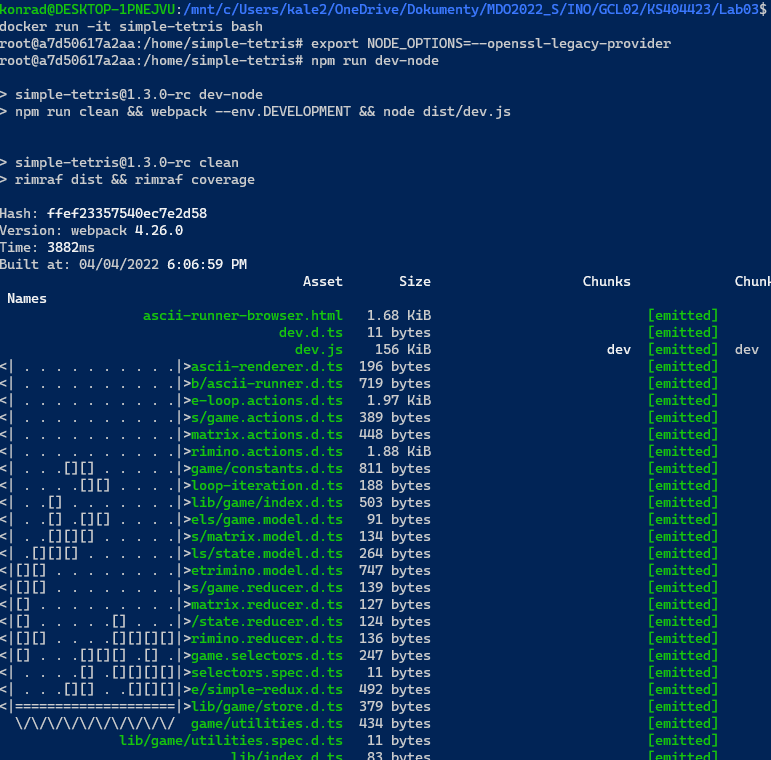 konrad@DESKTOP-1PNEJVU:/mnt/c/Users/kale2/OneDrive/Dokumenty/MDO2022_S/INO/GCL02/KS404423/Lab03$
docker run -it simple-tetris bash
root@a7d50617a2aa:/home/simple-tetris# export NODE_OPTIONS=--openssl-legacy-provider
root@a7d50617a2aa:/home/simple-tetris# npm run dev-node
> simple-tetris@1.3.0-rc dev-node
> npm run clean && webpack --env.DEVELOPMENT && node dist/dev.js
> simple-tetris@1.3.0-rc clean
> rimraf dist && rimraf coverage
Hash: ffef23357540ec7e2d58
Version: webpack 4.26.0
Time: 3882ms
Built at: 04/04/2022 6:06:59 PM
Asset Size Chunks Chunk
Names
ascii-runner-browser.html 1.68 KiB [emitted]
dev.d.ts 11 bytes [emitted]
dev.js 156 KiB dev [emitted] dev
<| . . . . . . . . . .|>ascii-renderer.d.ts 196 bytes [emitted]
<| . . . . . . . . . .|>b/ascii-runner.d.ts 719 bytes [emitted]
<| . . . . . . . . . .|>e-loop.actions.d.ts 1.97 KiB [emitted]
<| . . . . . . . . . .|>s/game.actions.d.ts 389 bytes [emitted]
<| . . . . . . . . . .|>matrix.actions.d.ts 448 bytes [emitted]
<| . . . . . . . . . .|>rimino.actions.d.ts 1.88 KiB [emitted]
<| . . .[][] . . . . .|>game/constants.d.ts 811 bytes [emitted]
<| . . . .[][] . . . .|>loop-iteration.d.ts 188 bytes [emitted]
<| . .[] . . . . . . .|>lib/game/index.d.ts 503 bytes [emitted]
<| . .[] .[][] . . . .|>els/game.model.d.ts 91 bytes [emitted]
<| . .[][][] . . . . .|>s/matrix.model.d.ts 134 bytes [emitted]
<| .[][][] . . . . . .|>ls/state.model.d.ts 264 bytes [emitted]
<|[][] . . . . . . . .|>etrimino.model.d.ts 747 bytes [emitted]
<|[][] . . . . . . . .|>s/game.reducer.d.ts 139 bytes [emitted]
<|[] . . . . . . . . .|>matrix.reducer.d.ts 127 bytes [emitted]
<|[] . . . . .[] . . .|>/state.reducer.d.ts 124 bytes [emitted]
<|[][] . . . .[][][][]|>rimino.reducer.d.ts 136 bytes [emitted]
<|[] . . .[][][] .[] .|>game.selectors.d.ts 247 bytes [emitted]
<| . . . .[] .[][][][]|>selectors.spec.d.ts 11 bytes [emitted]
<| . . .[][] . .[][][]|>e/simple-redux.d.ts 492 bytes [emitted]
<|====================|>lib/game/store.d.ts 379 bytes [emitted]
\/\/\/\/\/\/\/\/\/\/ game/utilities.d.ts 434 bytes [emitted]
lib/game/utilities.spec.d.ts 11 bytes [emitted]
lib/index.d.ts 83 bytes [emitted]